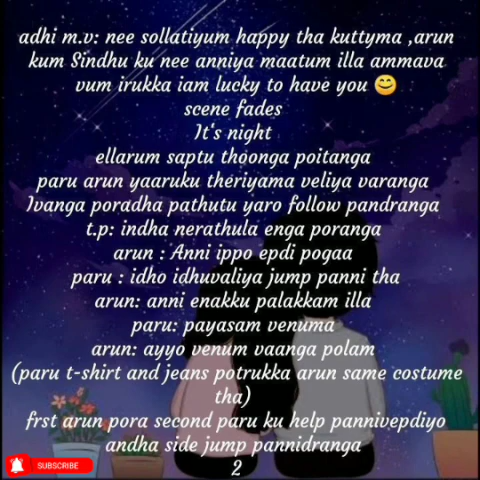 adhi m.v: nee sollatiyum happy tha kuttyma ,arun
kum Sindhu ku nee anniya maatum illa ammava
vum irukka iam lucky to have you 😊
scene fades
It's night
ellarum saptu thoonga poitanga
paru arun yaaruku theriyama veliya varanga
Ivanga poradha pathutu yaro follow pandranga
t.p: indha nerathula enga poranga
arun : Anni ippo epdi pogaa
paru : idho idhuvaliya jump panni tha
arun: anni enakku palakkam illa
paru: payasam venuma
arun: ayyo venum vaanga polam
(paru t-shirt and jeans potrukka arun same costume
tha)
frst arun pora second paru ku help pannivepdiyo
andha side jump pannidranga
2
SUBSCRIBE